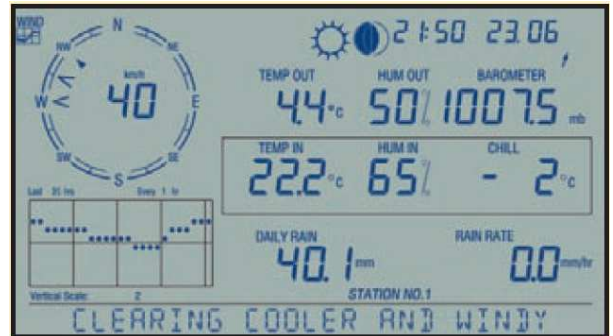 WIND
N
NW NE
W E
SW SE
S
km/h
40
21:50 23.06
TEMP OUT HUM OUT BAROMETER
4.4°C 50% 1007.5 mb
TEMP IN HUM IN CHILL
22.2°C 65% - 2°C
Every 1 hr
DAILY RAIN RAIN RATE
40.1 mm 0.0 mm/hr
Vertical Scale: 2 STATION NO.1
CLEARING COOLER AND WINDY